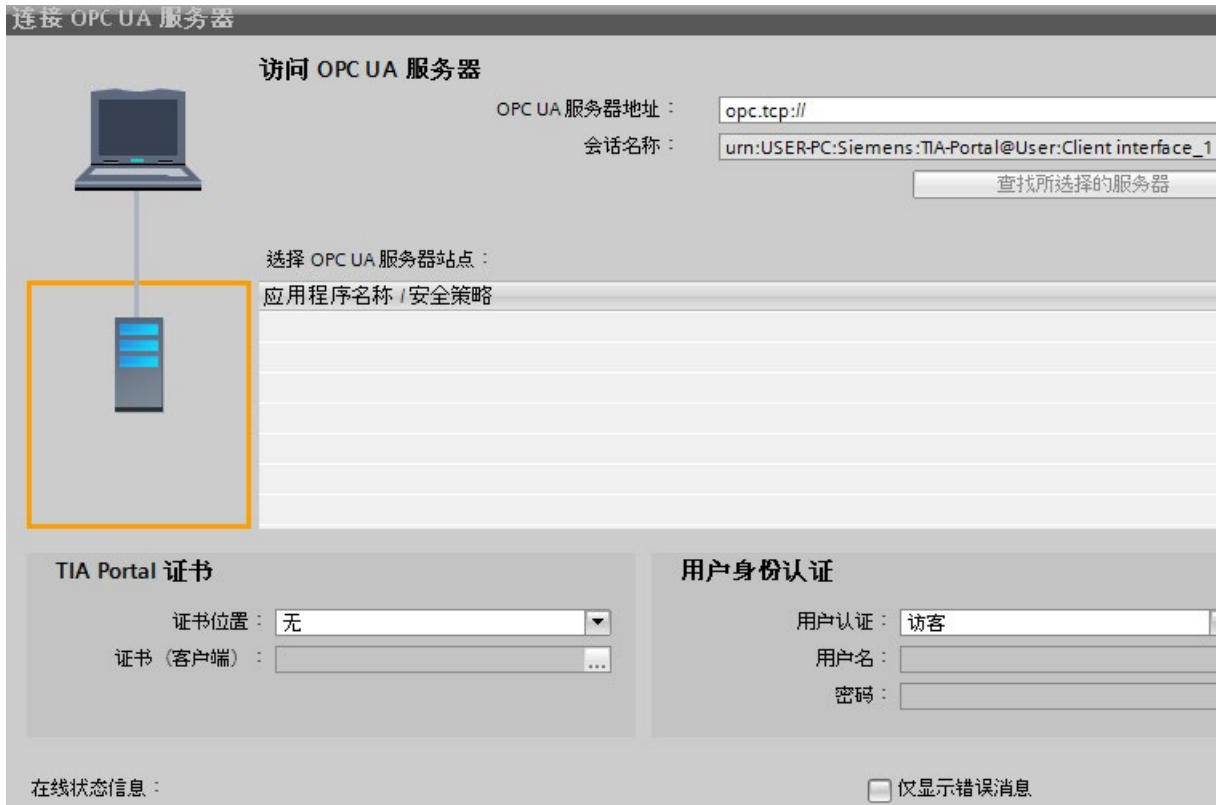 连接 OPC UA 服务器
访问 OPC UA 服务器
OPC UA 服务器地址：
opc.tcp://
会话名称：
urn:USER-PC:Siemens:TIA-Portal@User:Client interface_1
查找所选择的服务器
选择 OPC UA 服务器站点：
应用程序名称 / 安全策略
TIA Portal 证书
证书位置：
无
证书（客户端）：
...
用户身份认证
用户认证：
访客
用户名：
密码：
在线状态信息：
仅显示错误消息